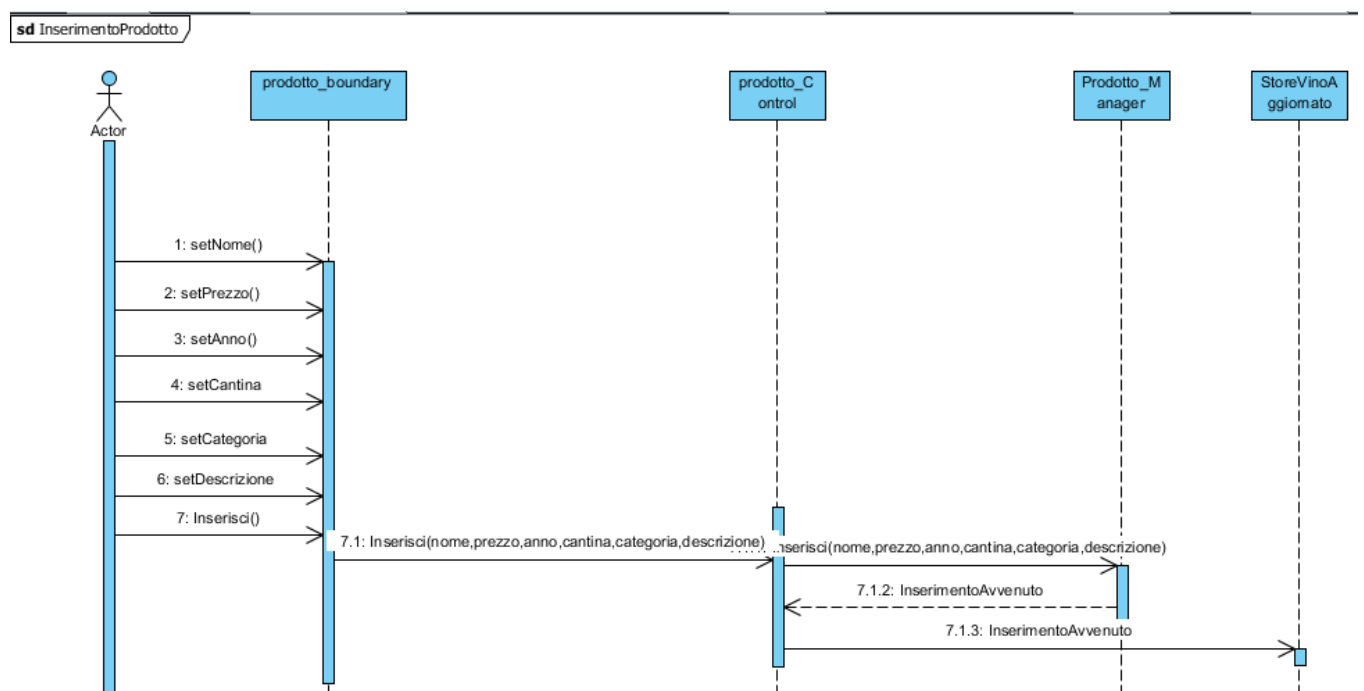 sd InserimentoProdotto
prodotto_boundary
prodotto_C
ontrol
Prodotto_M
anager
StoreVinoA
ggiornato
Actor
1: setNome()
2: setPrezzo()
3: setAnno()
4: setCantina
5: setCategoria
6: setDescrizione
7: Inserisci()
7.1: Inserisci(nome,prezzo,anno,cantina,categoria,descrizione)
Inserisci(nome,prezzo,anno,cantina,categoria,descrizione)
7.1.2: InserimentoAvvenuto
7.1.3: InserimentoAvvenuto